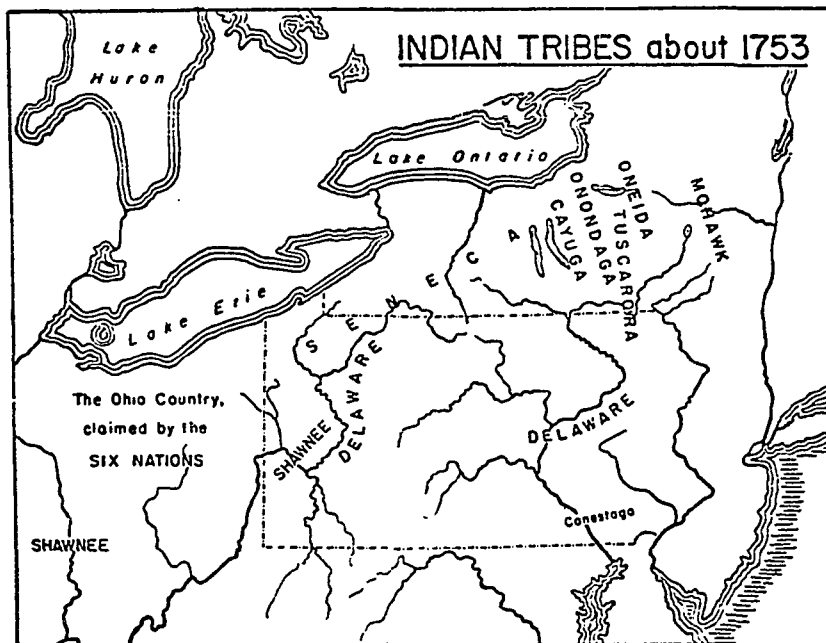 INDIAN TRIBES about 1753
Lake
Huron
Lake Ontario
ONEIDA
TUSCARORA
ONONDAGA
CAYUGA
MOHAWK
SENECA
Lake Erie
The Ohio Country,
claimed by the
SIX NATIONS
SHAWNEE
DELAWARE
DELAWARE
SHAWNEE
Conestoga